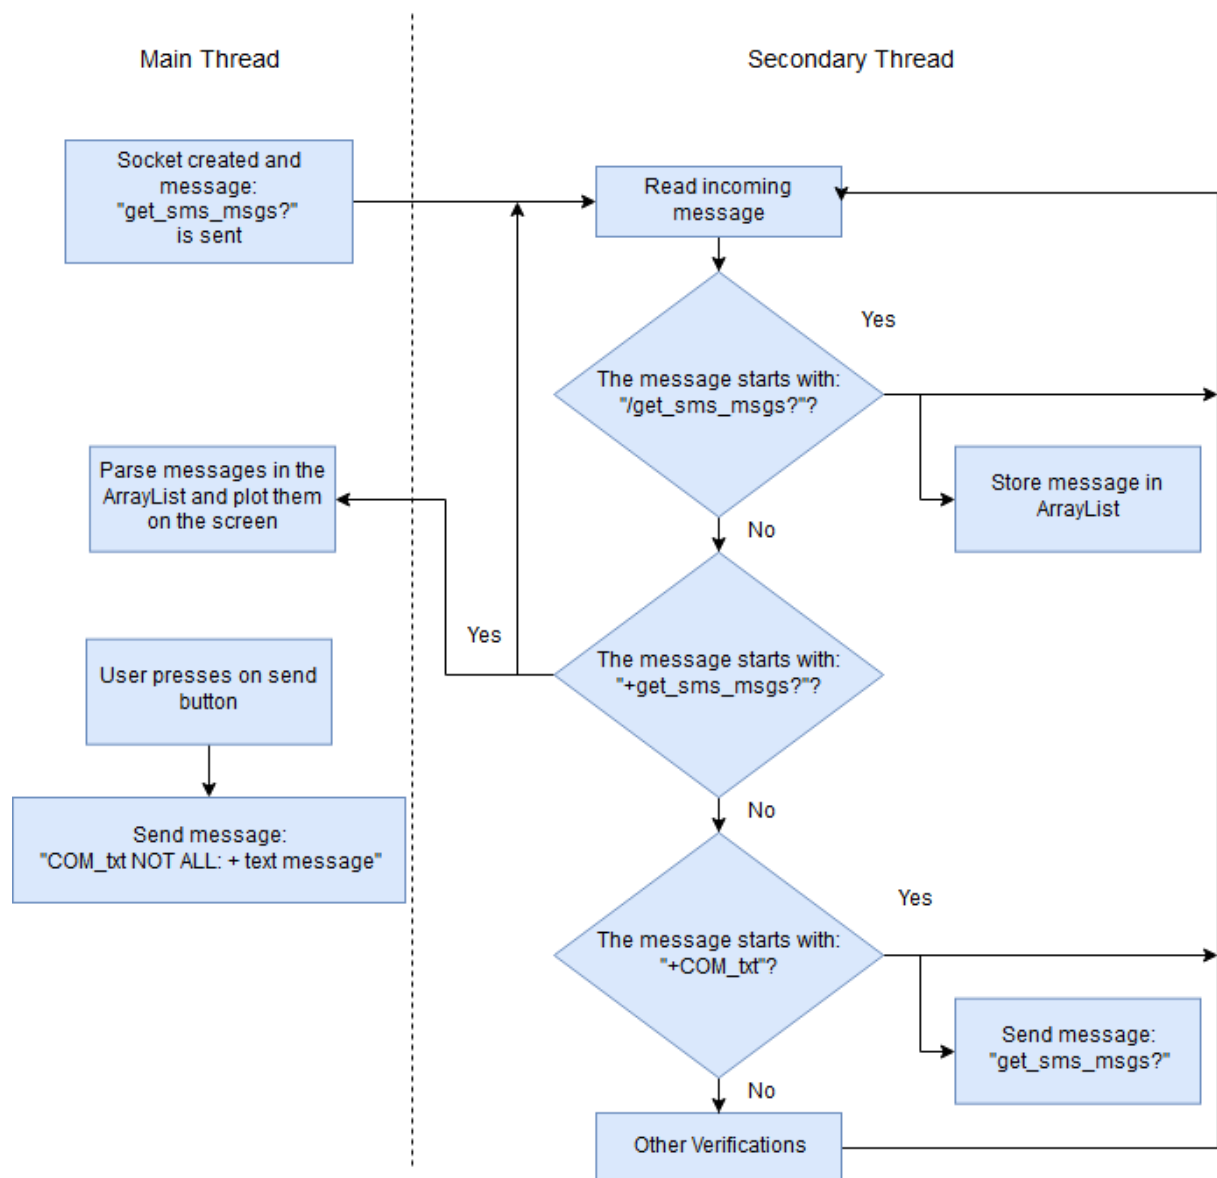 Main Thread
Secondary Thread
Socket created and
message:
"get_sms_msgs?"
is sent
Read incoming
message
Yes
The message starts with:
"/get_sms_msgs?"?
Store message in
ArrayList
Parse messages in the
ArrayList and plot them
on the screen
No
Yes
The message starts with:
"+get_sms_msgs?"?
User presses on send
button
No
Send message:
"COM_txt NOT ALL: + text message"
Yes
The message starts with:
"+COM_txt"?
Send message:
"get_sms_msgs?"
No
Other Verifications